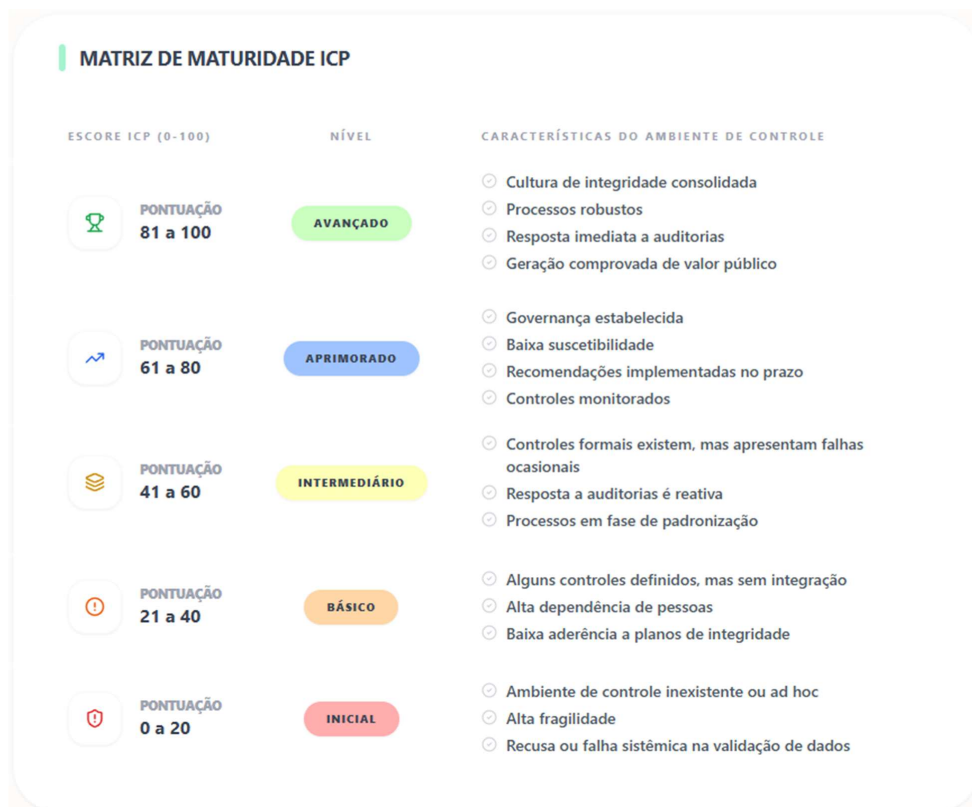 MATRIZ DE MATURIDADE ICP
ESCORE ICP (0-100)
NÍVEL
CARACTERÍSTICAS DO AMBIENTE DE CONTROLE
PONTUAÇÃO
81 a 100
AVANÇADO
Cultura de integridade consolidada
Processos robustos
Resposta imediata a auditorias
Geração comprovada de valor público
PONTUAÇÃO
61 a 80
APRIMORADO
Governança estabelecida
Baixa suscetibilidade
Recomendações implementadas no prazo
Controles monitorados
PONTUAÇÃO
41 a 60
INTERMEDIÁRIO
Controles formais existem, mas apresentam falhas
ocasionais
Resposta a auditorias é reativa
Processos em fase de padronização
PONTUAÇÃO
21 a 40
BÁSICO
Alguns controles definidos, mas sem integração
Alta dependência de pessoas
Baixa aderência a planos de integridade
PONTUAÇÃO
0 a 20
INICIAL
Ambiente de controle inexistente ou ad hoc
Alta fragilidade
Recusa ou falha sistêmica na validação de dados